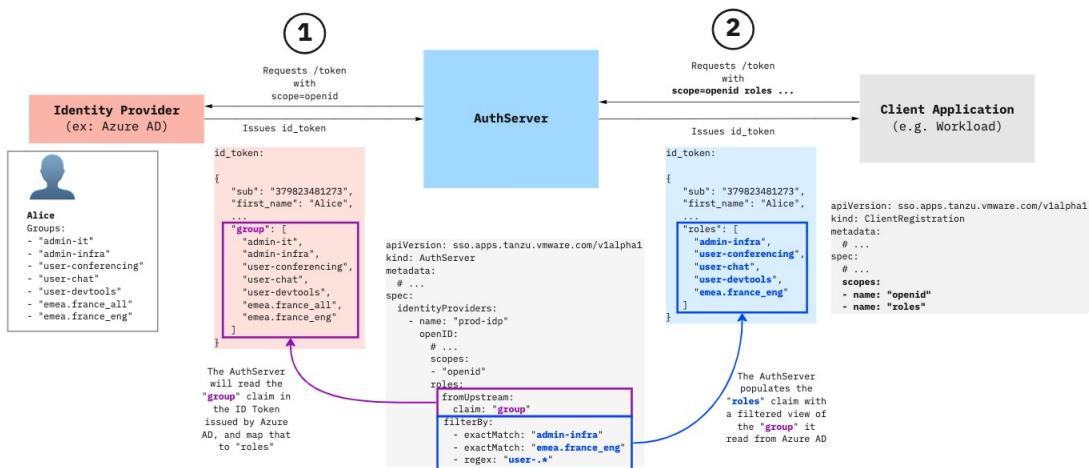 1
2
Requests /token
with
scope=openid
Requests /token
with
scope=openid roles ...
Identity Provider
(ex: Azure AD)
AuthServer
Client Application
(e.g. Workload)
Issues id_token
Issues id_token
Alice
Groups:
- "admin-it"
- "admin-infra"
- "user-conferencing"
- "user-chat"
- "user-devtools"
- "emea.france_all"
- "emea.france_eng"
id_token:
{
"sub": "379823481273",
"first_name": "Alice",
...
"group": [
"admin-it",
"admin-infra",
"user-conferencing",
"user-chat",
"user-devtools",
"emea.france_all",
"emea.france_eng"
]
}
The AuthServer
will read the
"group" claim in
the ID Token
issued by Azure
AD, and map that
to "roles"
apiVersion: sso.apps.tanzu.vmware.com/v1alpha1
kind: AuthServer
metadata:
# ...
spec:
identityProviders:
- name: "prod-idp"
openID:
# ...
scopes:
- "openid"
roles:
fromUpstream:
claim: "group"
filterBy:
- exactMatch: "admin-infra"
- exactMatch: "emea.france_eng"
- regex: "user-.*"
id_token:
{
"sub": "379823481273",
"first_name": "Alice",
...
"roles": [
"admin-infra",
"user-conferencing",
"user-chat",
"user-devtools",
"emea.france_eng"
]
}
The AuthServer
populates the
"roles" claim with
a filtered view of
the "group" it
read from Azure AD
apiVersion: sso.apps.tanzu.vmware.com/v1alpha1
kind: ClientRegistration
metadata:
# ...
spec:
# ...
scopes:
- name: "openid"
- name: "roles"